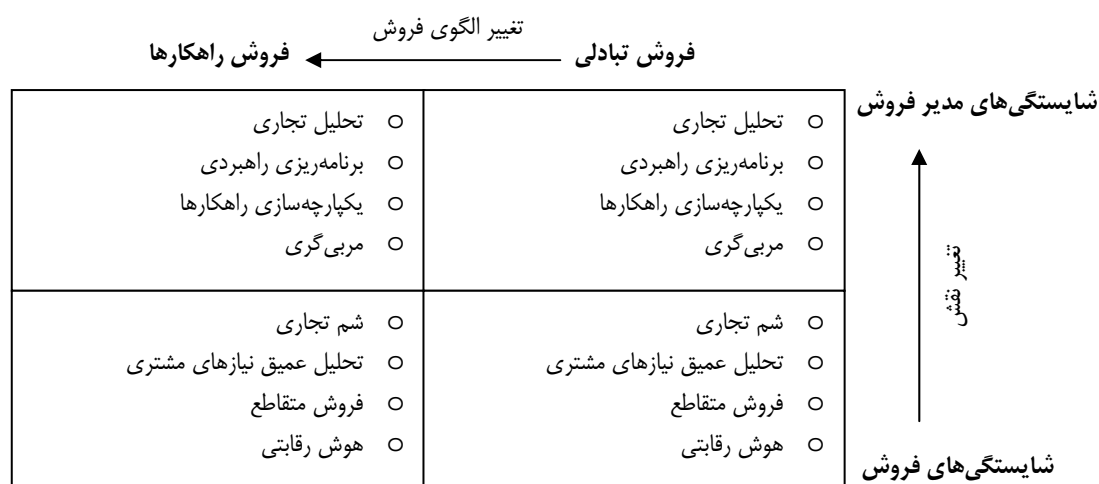 تغییر الگوی فروش
فروش تبادلی
فروش راهکارها
شایستگی‌های مدیر فروش
o تحلیل تجاری
o برنامه‌ریزی راهبردی
o یکپارچه‌سازی راهکارها
o مربی‌گری
o تحلیل تجاری
o برنامه‌ریزی راهبردی
o یکپارچه‌سازی راهکارها
o مربی‌گری
تغییر نقش
o شم تجاری
o تحلیل عمیق نیازهای مشتری
o فروش متقاطع
o هوش رقابتی
o شم تجاری
o تحلیل عمیق نیازهای مشتری
o فروش متقاطع
o هوش رقابتی
شایستگی‌های فروش